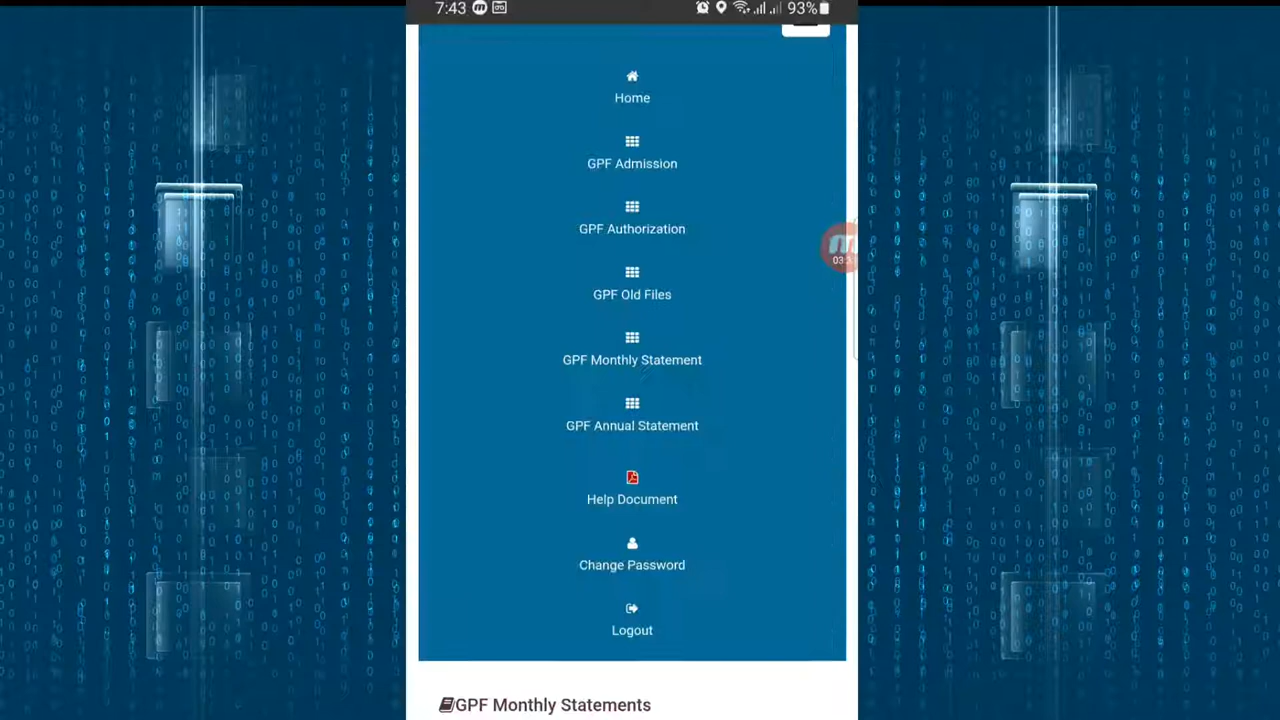 7:43 93%
Home
GPF Admission
GPF Authorization
GPF Old Files
GPF Monthly Statement
GPF Annual Statement
Help Document
Change Password
Logout
GPF Monthly Statements